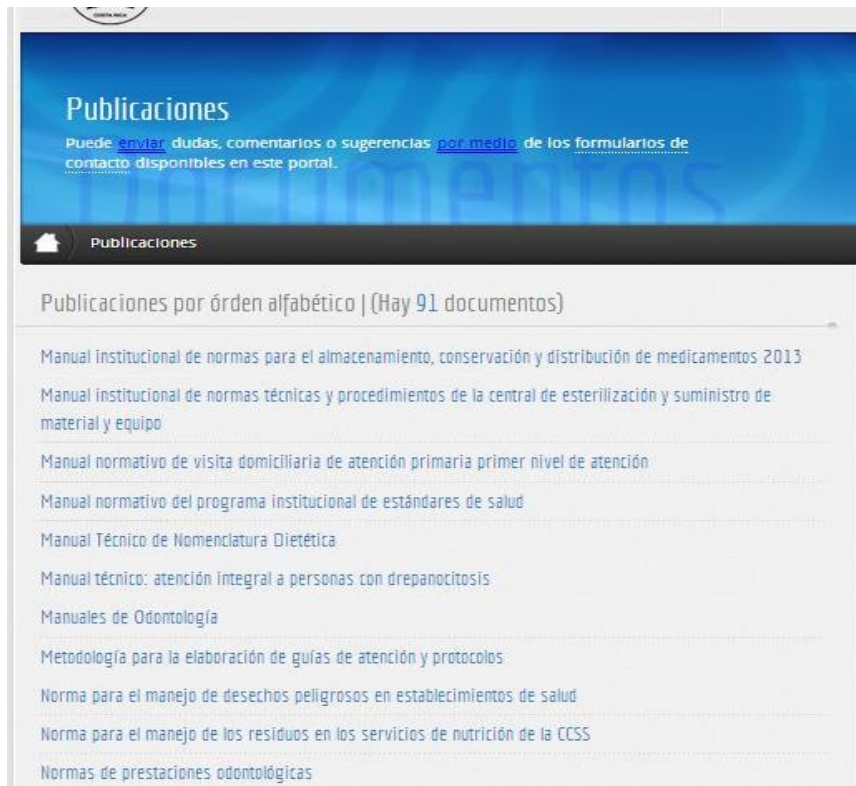 COSTA RICA
Publicaciones
Puede enviar dudas, comentarios o sugerencias por medio de los formularios de
contacto disponibles en este portal.
Documentos
Publicaciones
Publicaciones por órden alfabético | (Hay 91 documentos)
Manual institucional de normas para el almacenamiento, conservación y distribución de medicamentos 2013
Manual institucional de normas técnicas y procedimientos de la central de esterilización y suministro de
material y equipo
Manual normativo de visita domiciliaria de atención primaria primer nivel de atención
Manual normativo del programa institucional de estándares de salud
Manual Técnico de Nomenclatura Dietética
Manual técnico: atención integral a personas con drepanocitosis
Manuales de Odontología
Metodología para la elaboración de guías de atención y protocolos
Norma para el manejo de desechos peligrosos en establecimientos de salud
Norma para el manejo de los residuos en los servicios de nutrición de la CCSS
Normas de prestaciones odontológicas